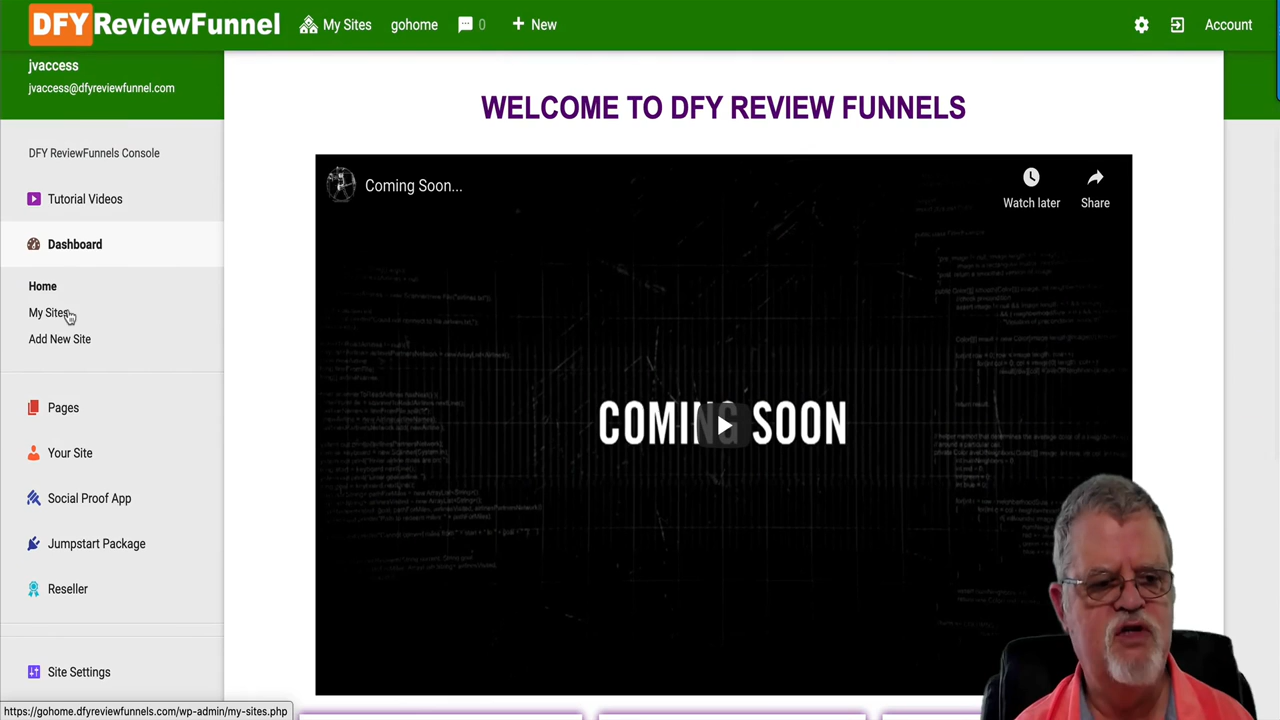 DFY ReviewFunnel
My Sites
gohome
0
New
Account
jvaccess
jvaccess@dfyreviewfunnel.com
DFY ReviewFunnels Console
Tutorial Videos
Dashboard
Home
My Sites
Add New Site
Pages
Your Site
Social Proof App
Jumpstart Package
Reseller
Site Settings
https://gohome.dfyreviewfunnels.com/wp-admin/my-sites.php
WELCOME TO DFY REVIEW FUNNELS
Coming Soon...
Watch later
Share
COMING SOON